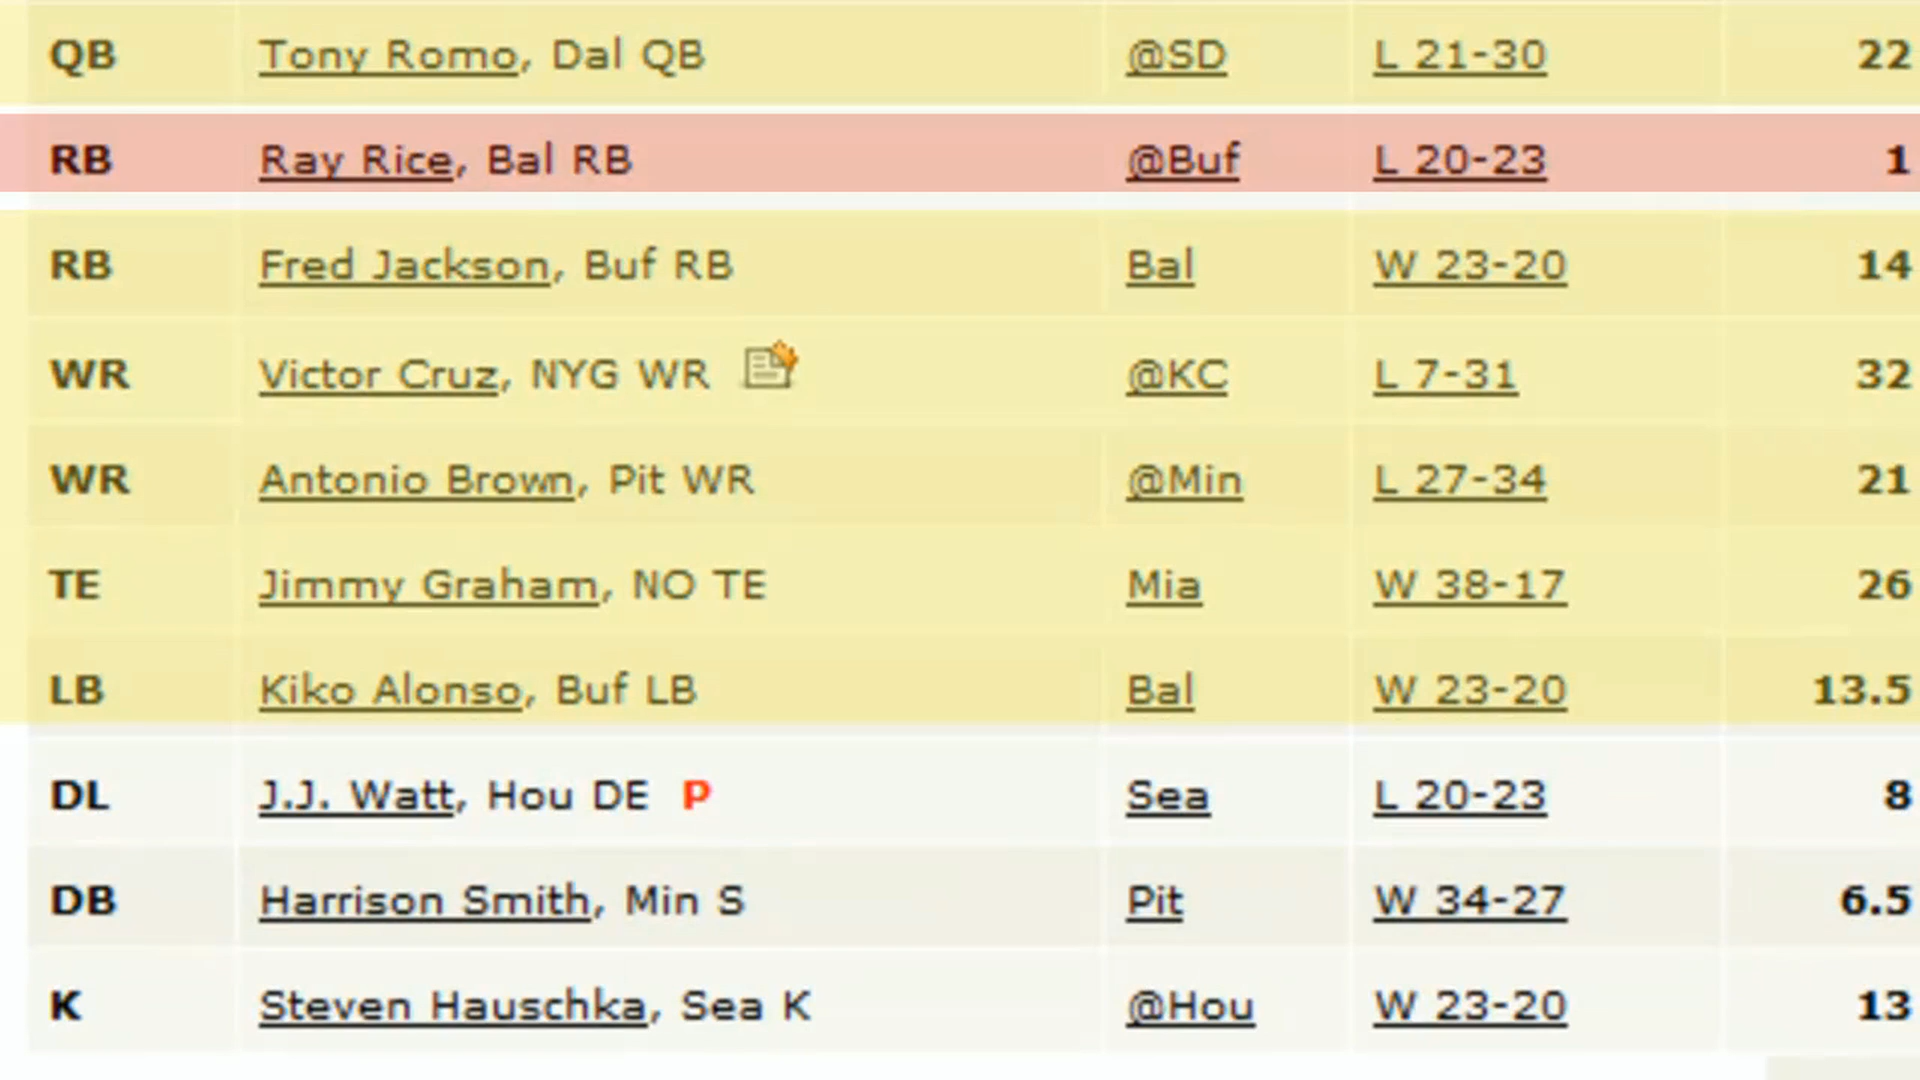 QB Tony Romo, Dal QB @SD L 21-30 22
RB Ray Rice, Bal RB @Buf L 20-23 1
RB Fred Jackson, Buf RB Bal W 23-20 14
WR Victor Cruz, NYG WR @KC L 7-31 32
WR Antonio Brown, Pit WR @Min L 27-34 21
TE Jimmy Graham, NO TE Mia W 38-17 26
LB Kiko Alonso, Buf LB Bal W 23-20 13.5
DL J.J. Watt, Hou DE P Sea L 20-23 8
DB Harrison Smith, Min S Pit W 34-27 6.5
K Steven Hauschka, Sea K @Hou W 23-20 13